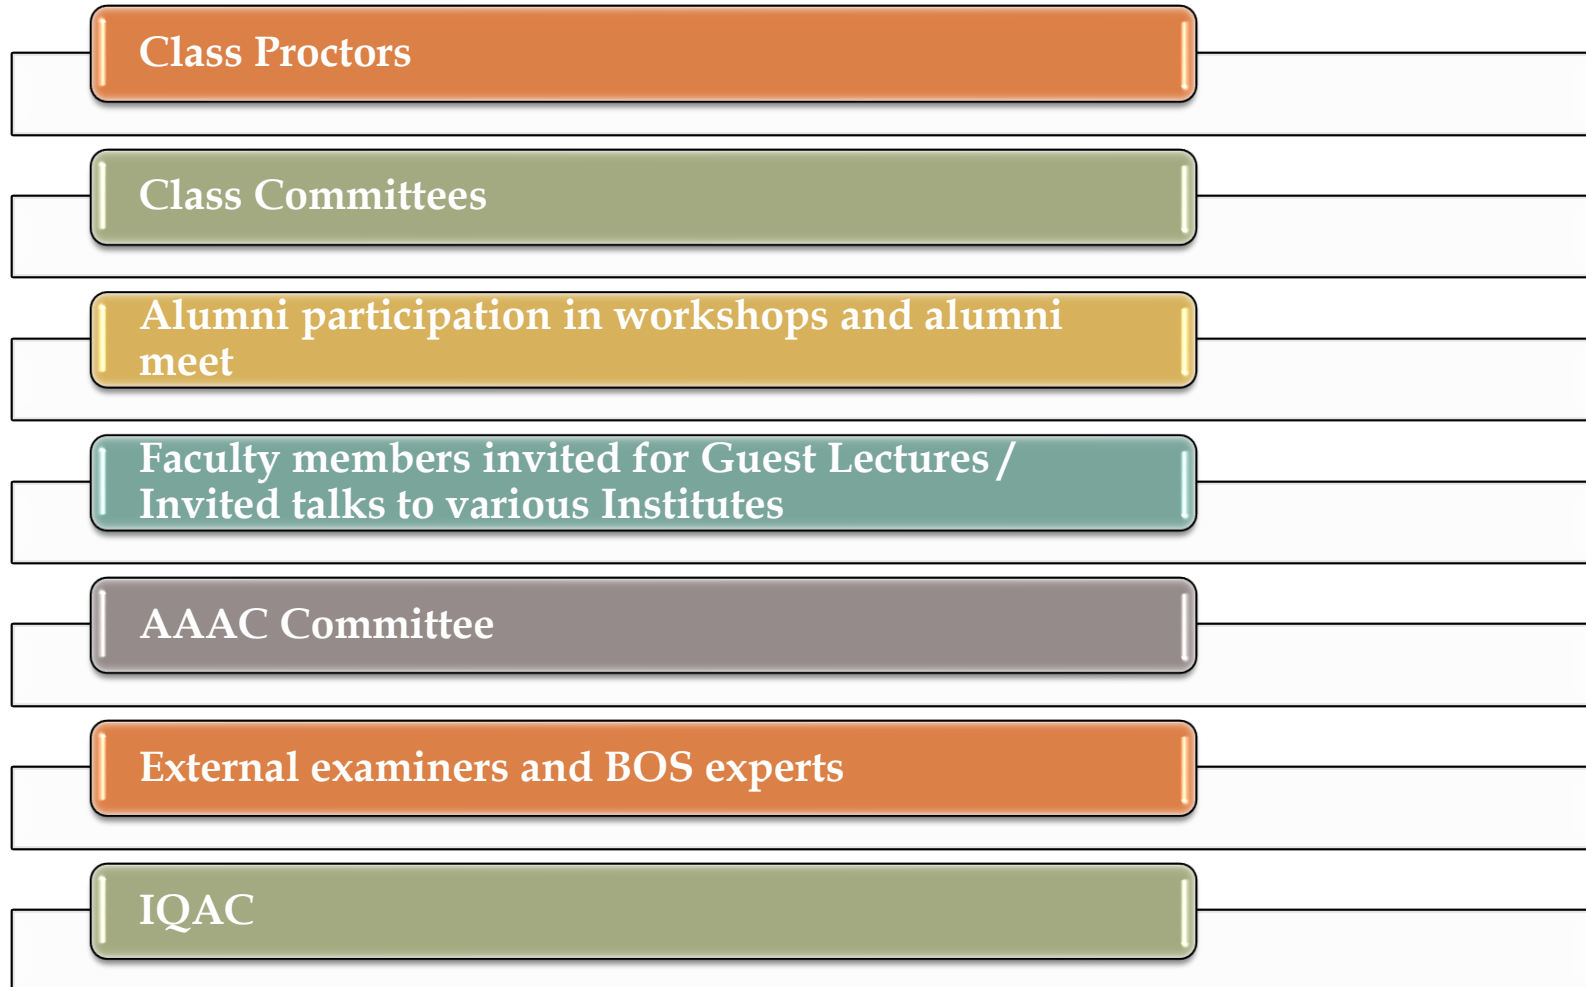 Class Proctors
Class Committees
Alumni participation in workshops and alumni
meet
Faculty members invited for Guest Lectures /
Invited talks to various Institutes
AAAC Committee
External examiners and BOS experts
IQAC